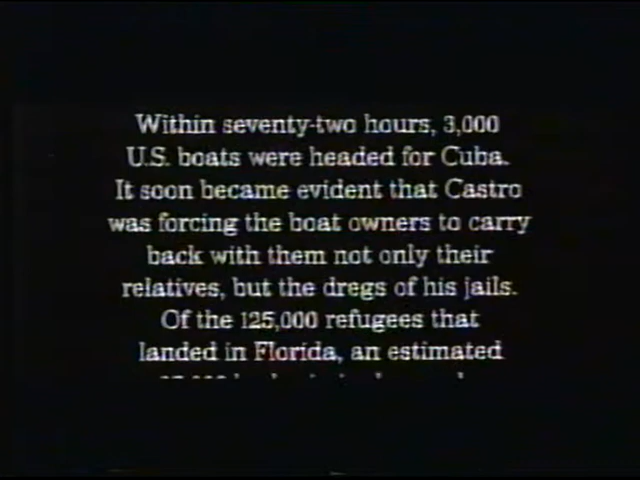 Within seventy-two hours, 3,000
U.S. boats were headed for Cuba.
It soon became evident that Castro
was forcing the boat owners to carry
back with them not only their
relatives, but the dregs of his jails.
Of the 125,000 refugees that
landed in Florida, an estimated